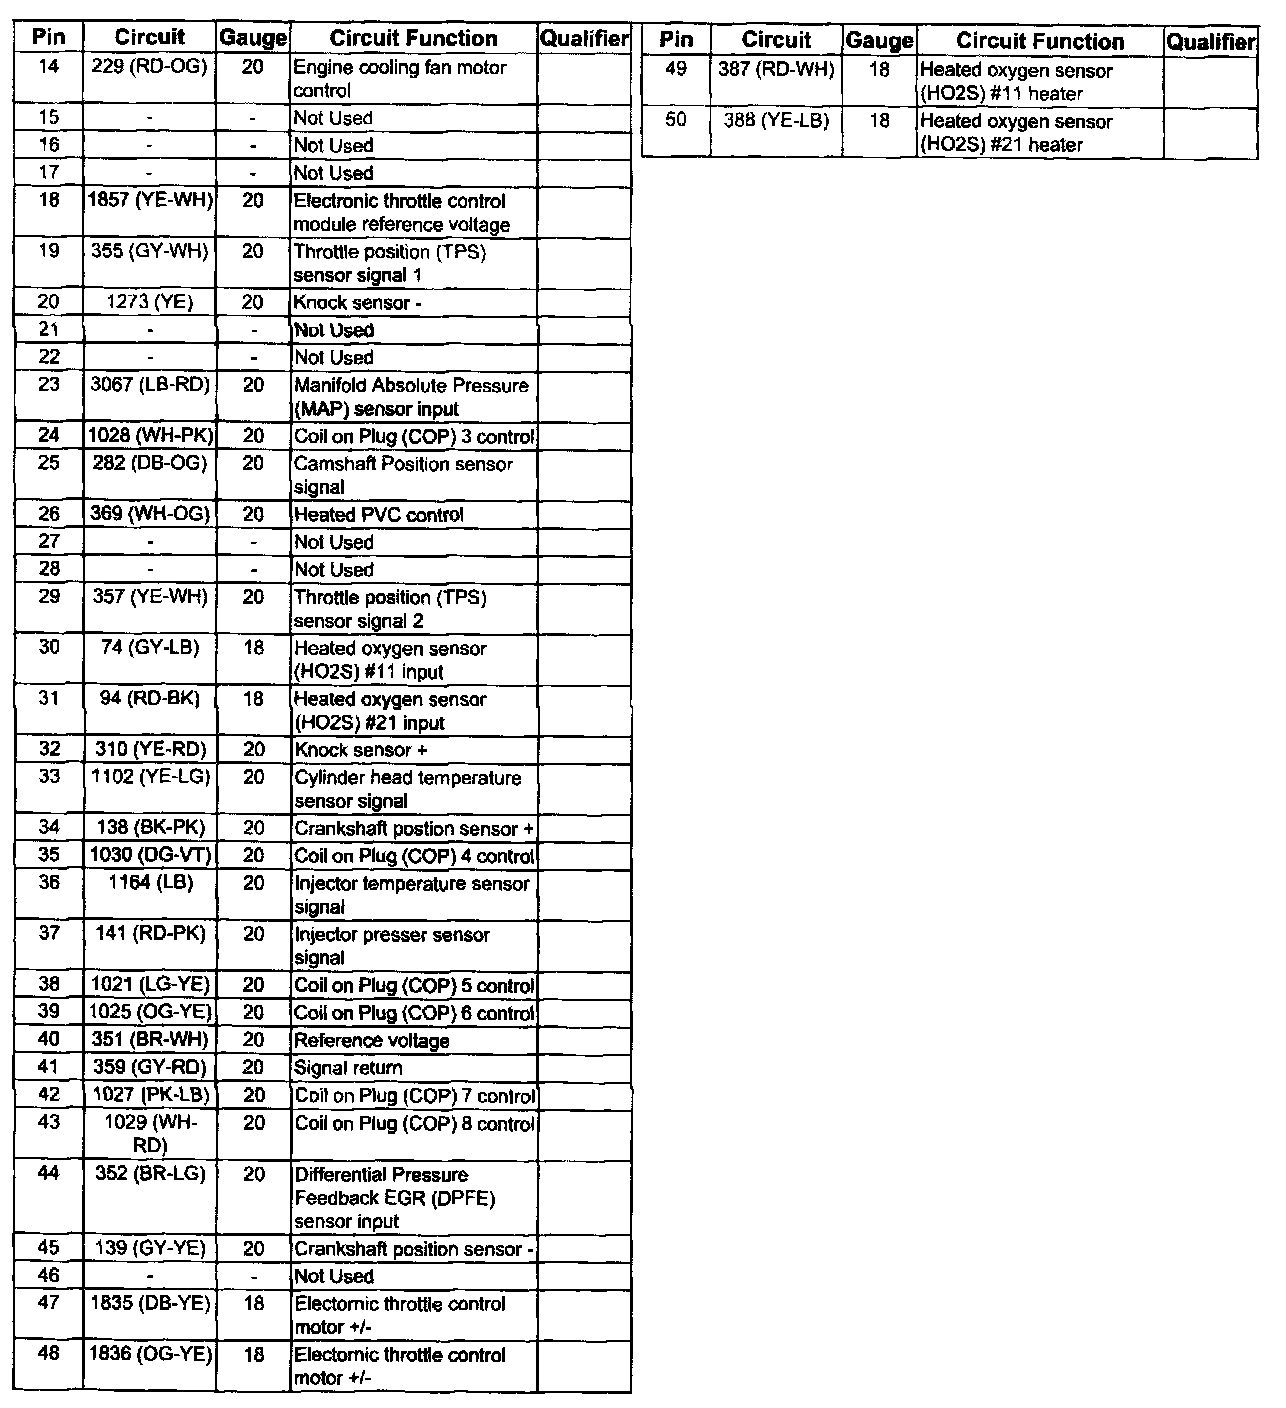 Pin Circuit Gauge Circuit Function Qualifier
14 229 (RD-OG) 20 Engine cooling fan motor
control
15 - - Not Used
16 - - Not Used
17 - - Not Used
18 1857 (YE-WH) 20 Electronic throttle control
module reference voltage
19 355 (GY-WH) 20 Throttle position (TPS)
sensor signal 1
20 1273 (YE) 20 Knock sensor -
21 - - Not Used
22 - - Not Used
23 3067 (LB-RD) 20 Manifold Absolute Pressure
(MAP) sensor input
24 1028 (WH-PK) 20 Coil on Plug (COP) 3 control
25 282 (DB-OG) 20 Camshaft Position sensor
signal
26 369 (WH-OG) 20 Heated PVC control
27 - - Not Used
28 - - Not Used
29 357 (YE-WH) 20 Throttle position (TPS)
sensor signal 2
30 74 (GY-LB) 18 Heated oxygen sensor
(HO2S) #11 input
31 94 (RD-BK) 18 Heated oxygen sensor
(HO2S) #21 input
32 310 (YE-RD) 20 Knock sensor +
33 1102 (YE-LG) 20 Cylinder head temperature
sensor signal
34 138 (BK-PK) 20 Crankshaft postion sensor +
35 1030 (DG-VT) 20 Coil on Plug (COP) 4 control
36 1164 (LB) 20 Injector temperature sensor
signal
37 141 (RD-PK) 20 Injector presser sensor
signal
38 1021 (LG-YE) 20 Coil on Plug (COP) 5 control
39 1025 (OG-YE) 20 Coil on Plug (COP) 6 control
40 351 (BR-WH) 20 Reference voltage
41 359 (GY-RD) 20 Signal return
42 1027 (PK-LB) 20 Coil on Plug (COP) 7 control
43 1029 (WH- 20 Coil on Plug (COP) 8 control
RD)
44 352 (BR-LG) 20 Differential Pressure
Feedback EGR (DPFE)
sensor input
45 139 (GY-YE) 20 Crankshaft position sensor -
46 - - Not Used
47 1835 (DB-YE) 18 Electornic throttle control
motor +/-
48 1836 (OG-YE) 18 Electornic throttle control
motor +/-
Pin Circuit Gauge Circuit Function Qualifier
49 387 (RD-WH) 18 Heated oxygen sensor
(HO2S) #11 heater
50 388 (YE-LB) 18 Heated oxygen sensor
(HO2S) #21 heater